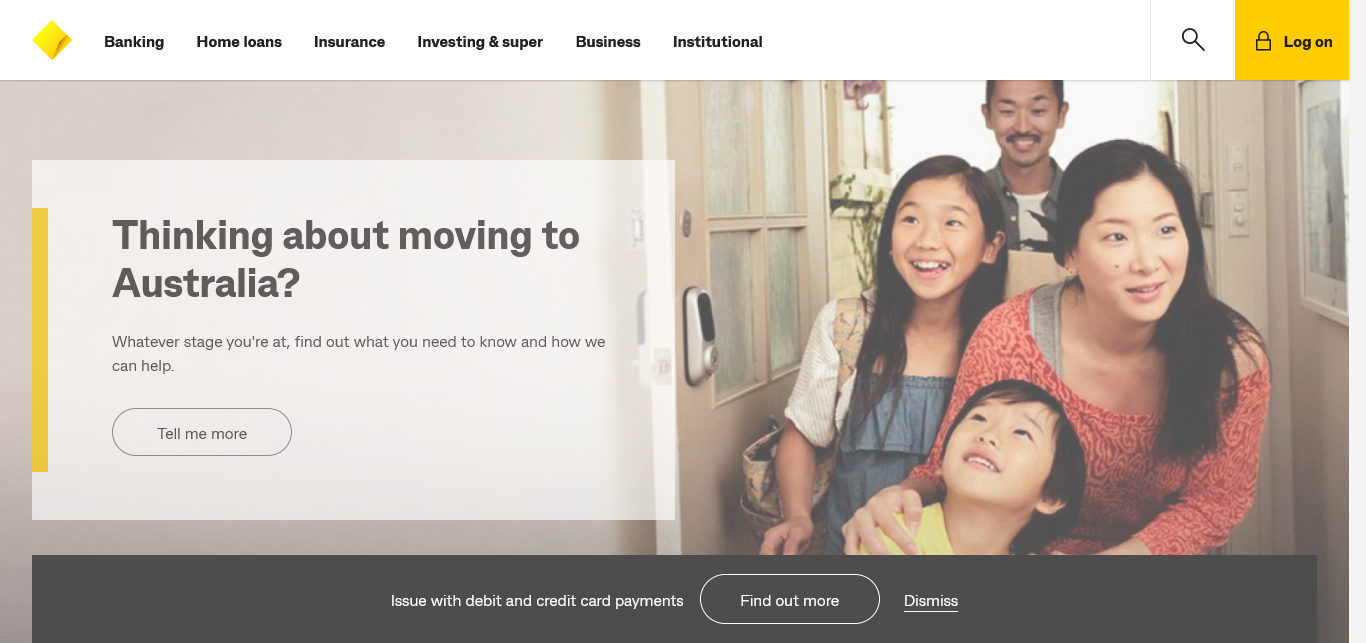 Banking
Home loans
Insurance
Investing & super
Business
Institutional
Log on
Thinking about moving to
Australia?
Whatever stage you're at, find out what you need to know and how we
can help.
Tell me more
Issue with debit and credit card payments
Find out more
Dismiss